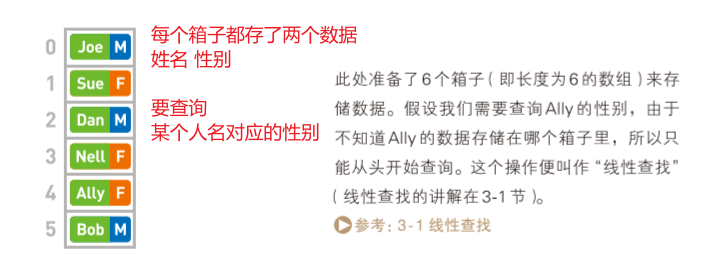 0 Joe M
1 Sue F
2 Dan M
3 Nell F
4 Ally F
5 Bob M
每个箱子都存了两个数据
姓名 性别
要查询
某个人名对应的性别
此处准备了6个箱子(即长度为6的数组)来存
储数据。假设我们需要查询Ally的性别，由于
不知道Ally的数据存储在哪个箱子里，所以只
能从头开始查询。这个操作便叫作“线性查找”
(线性查找的讲解在3-1节)。
参考：3-1 线性查找